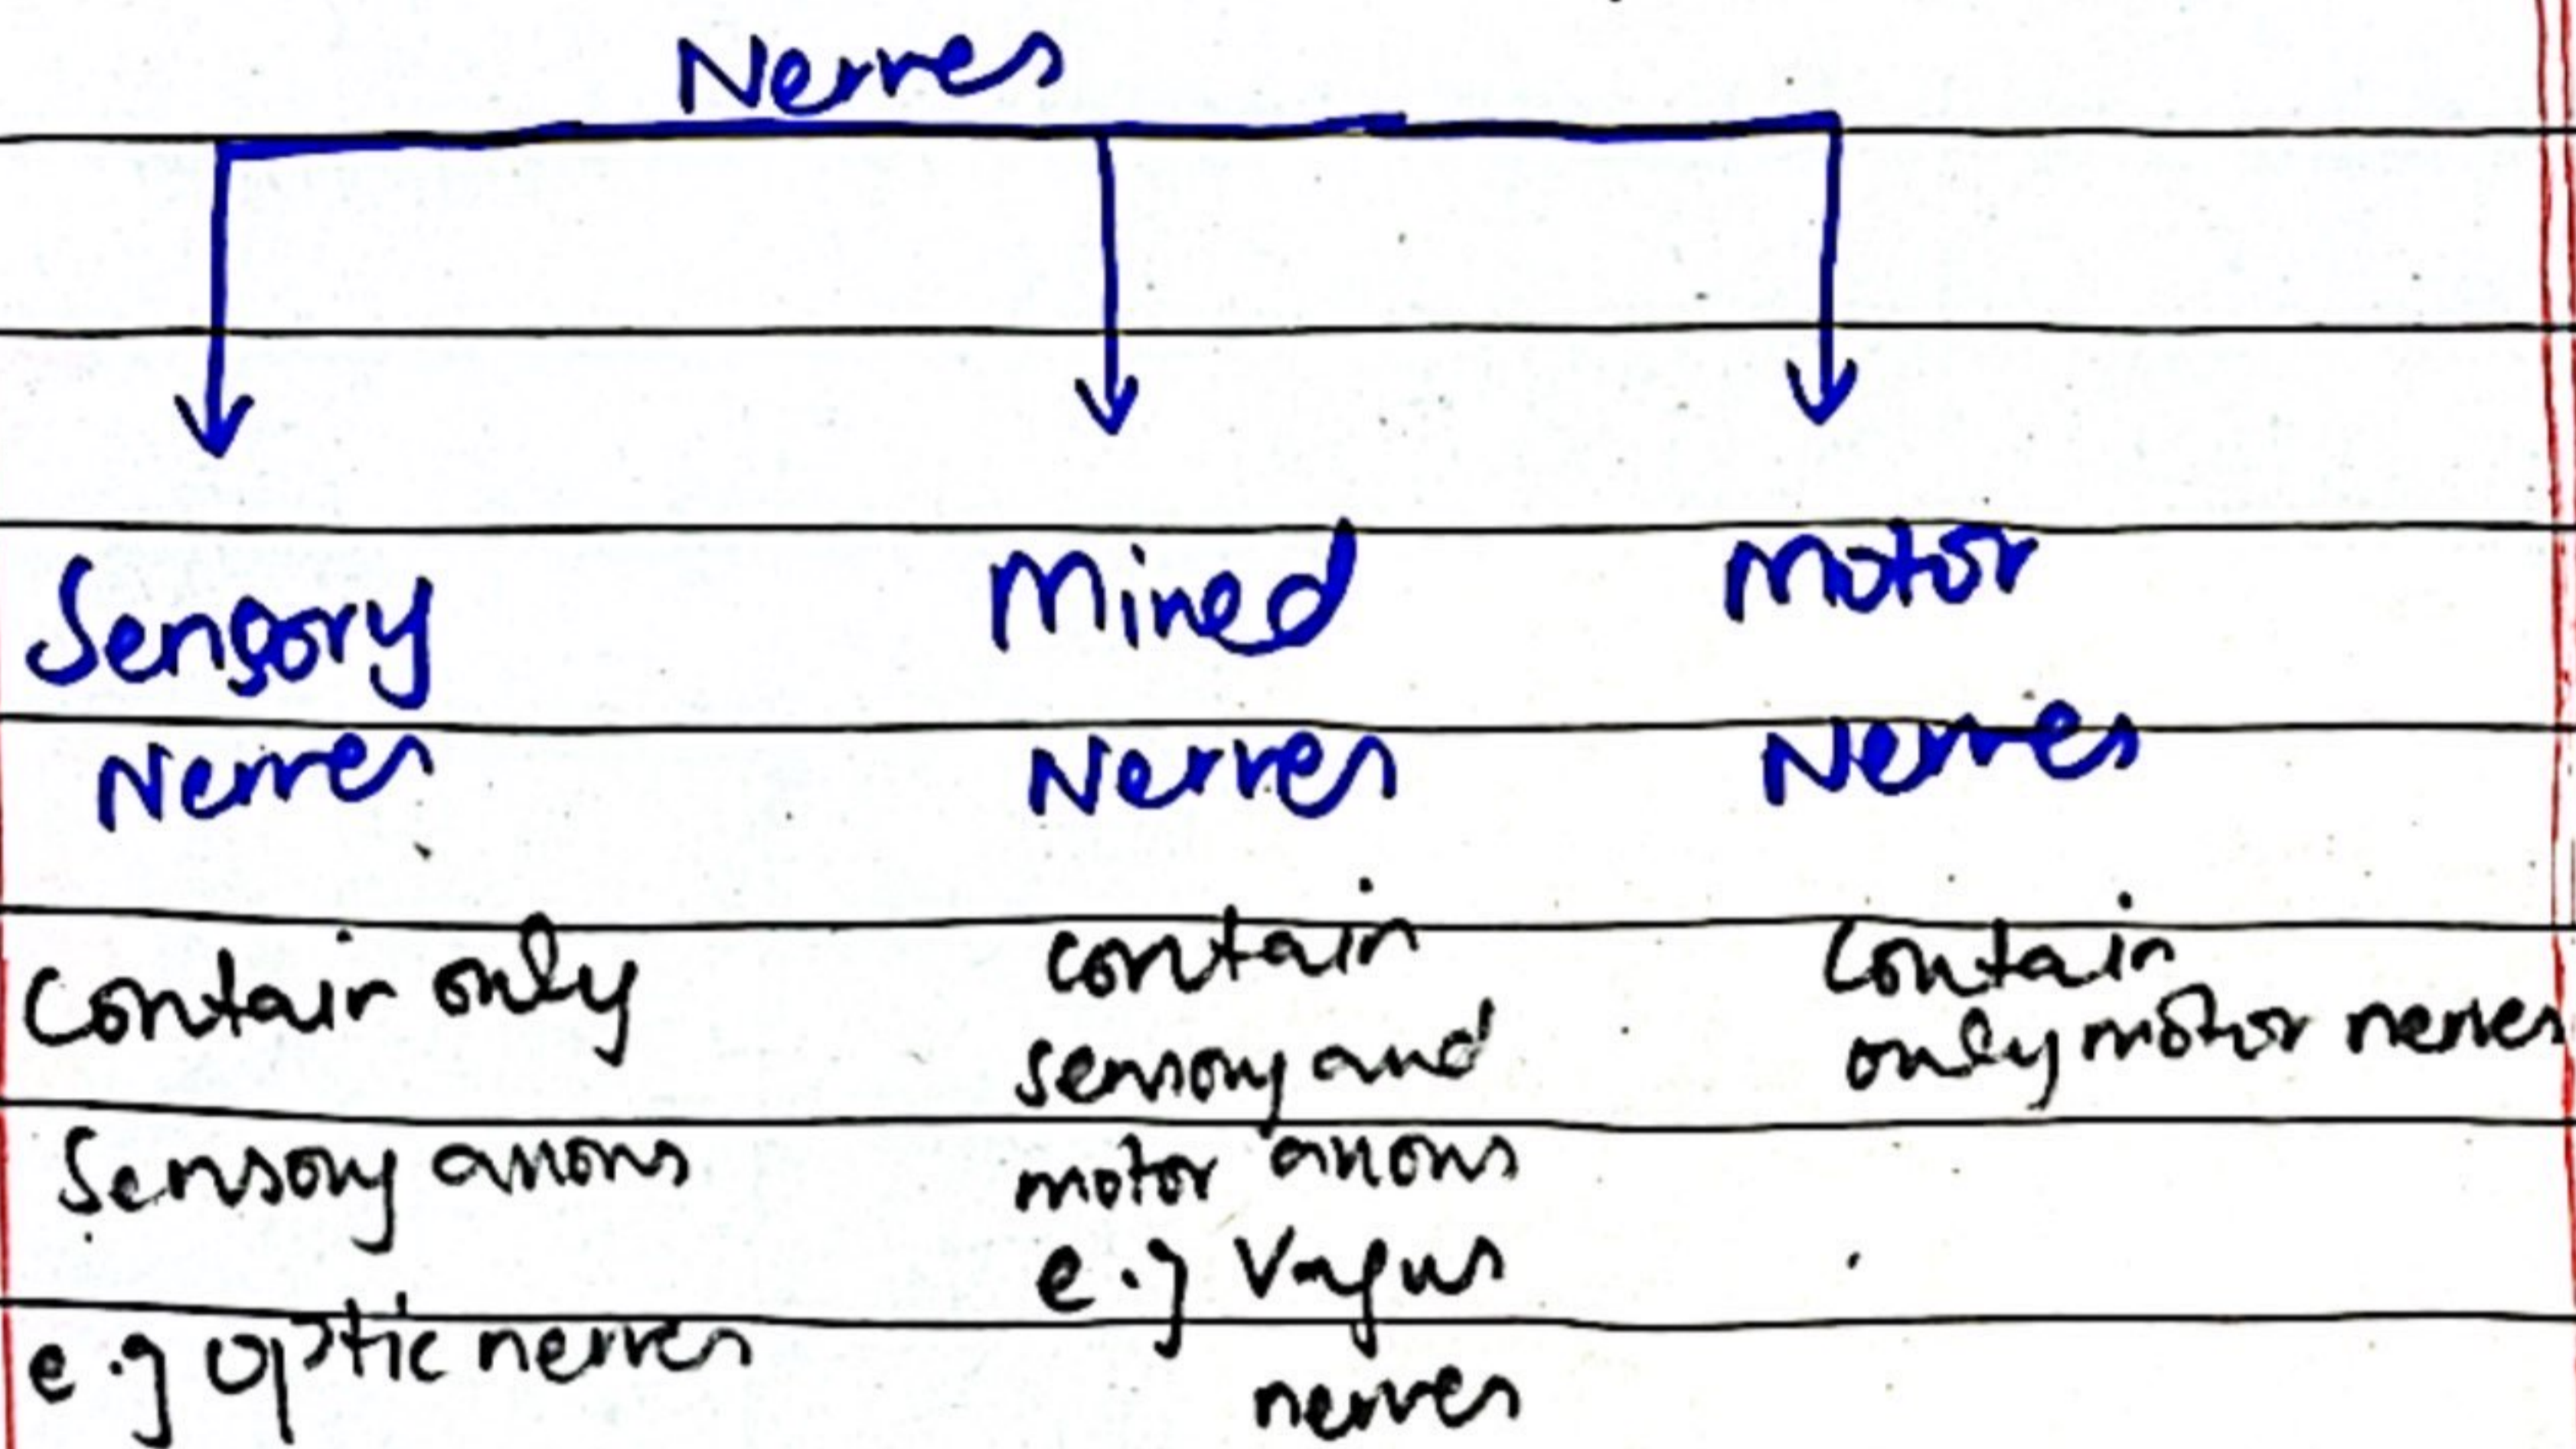 Nerves
Sensory Mixed Motor
Nerves Nerves Nerves
Contain only contain Contain
sensory and only motor nerves
Sensory axons motor axons
e.g Vagus
e.g optic nerves
nerves